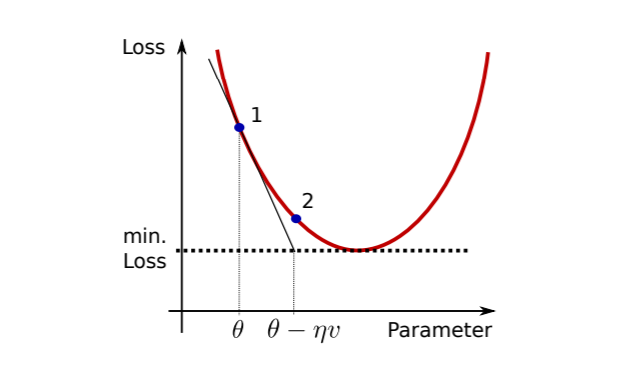 Loss
1
2
min.
Loss
θ
θ − ηv
Parameter